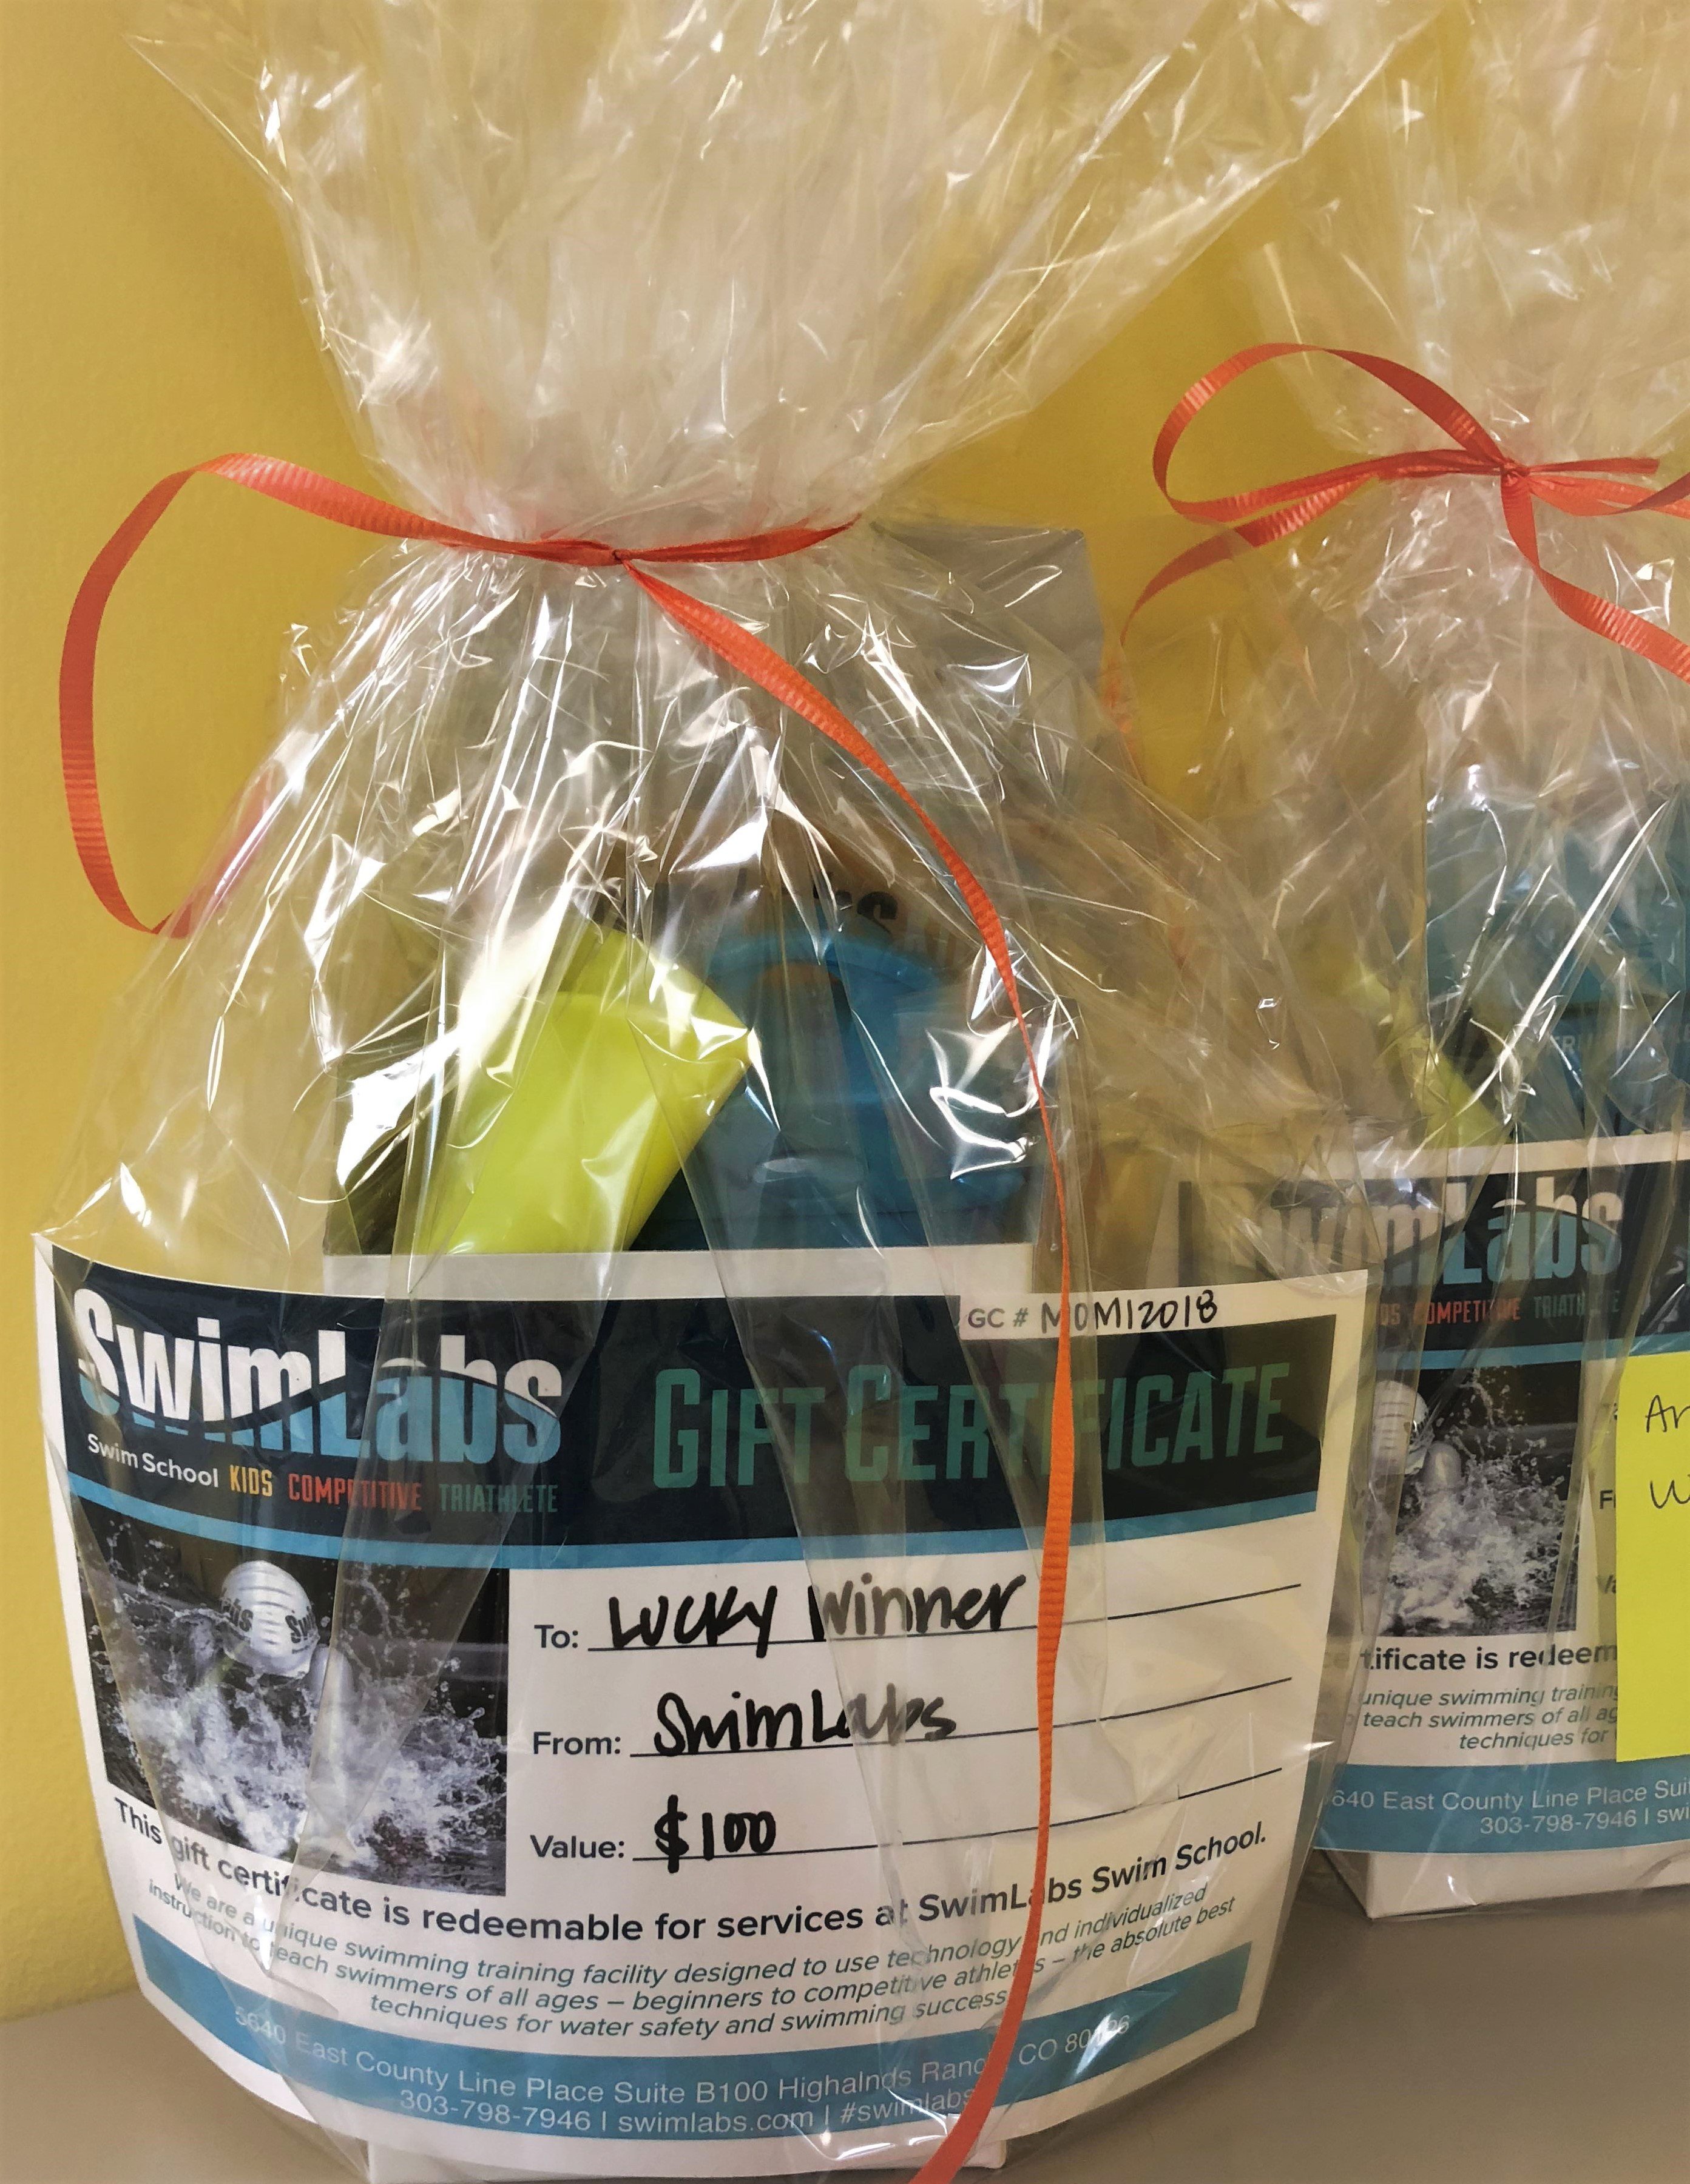 GC # MOM12018
SwimLabs
GIFT CERTIFICATE
Swim School KIDS COMPETITIVE TRIATHLETE
To: Lucky Winner
From: SwimLabs
Value: $100
This gift certificate is redeemable for services at SwimLabs Swim School.
We are a unique swimming training facility designed to use technology and individualized
instruction to teach swimmers of all ages – beginners to competitive athletes – the absolute best
techniques for water safety and swimming success
5640 East County Line Place Suite B100 Highalnds Ranch CO 80126
303-798-7946 | swimlabs.com | #swimlabs
SwimLabs
COMPETITIVE TRIATHLETE
tificate is redeem
unique swimming training
teach swimmers of all ag
techniques for
640 East County Line Place Sui
303-798-7946 | swi